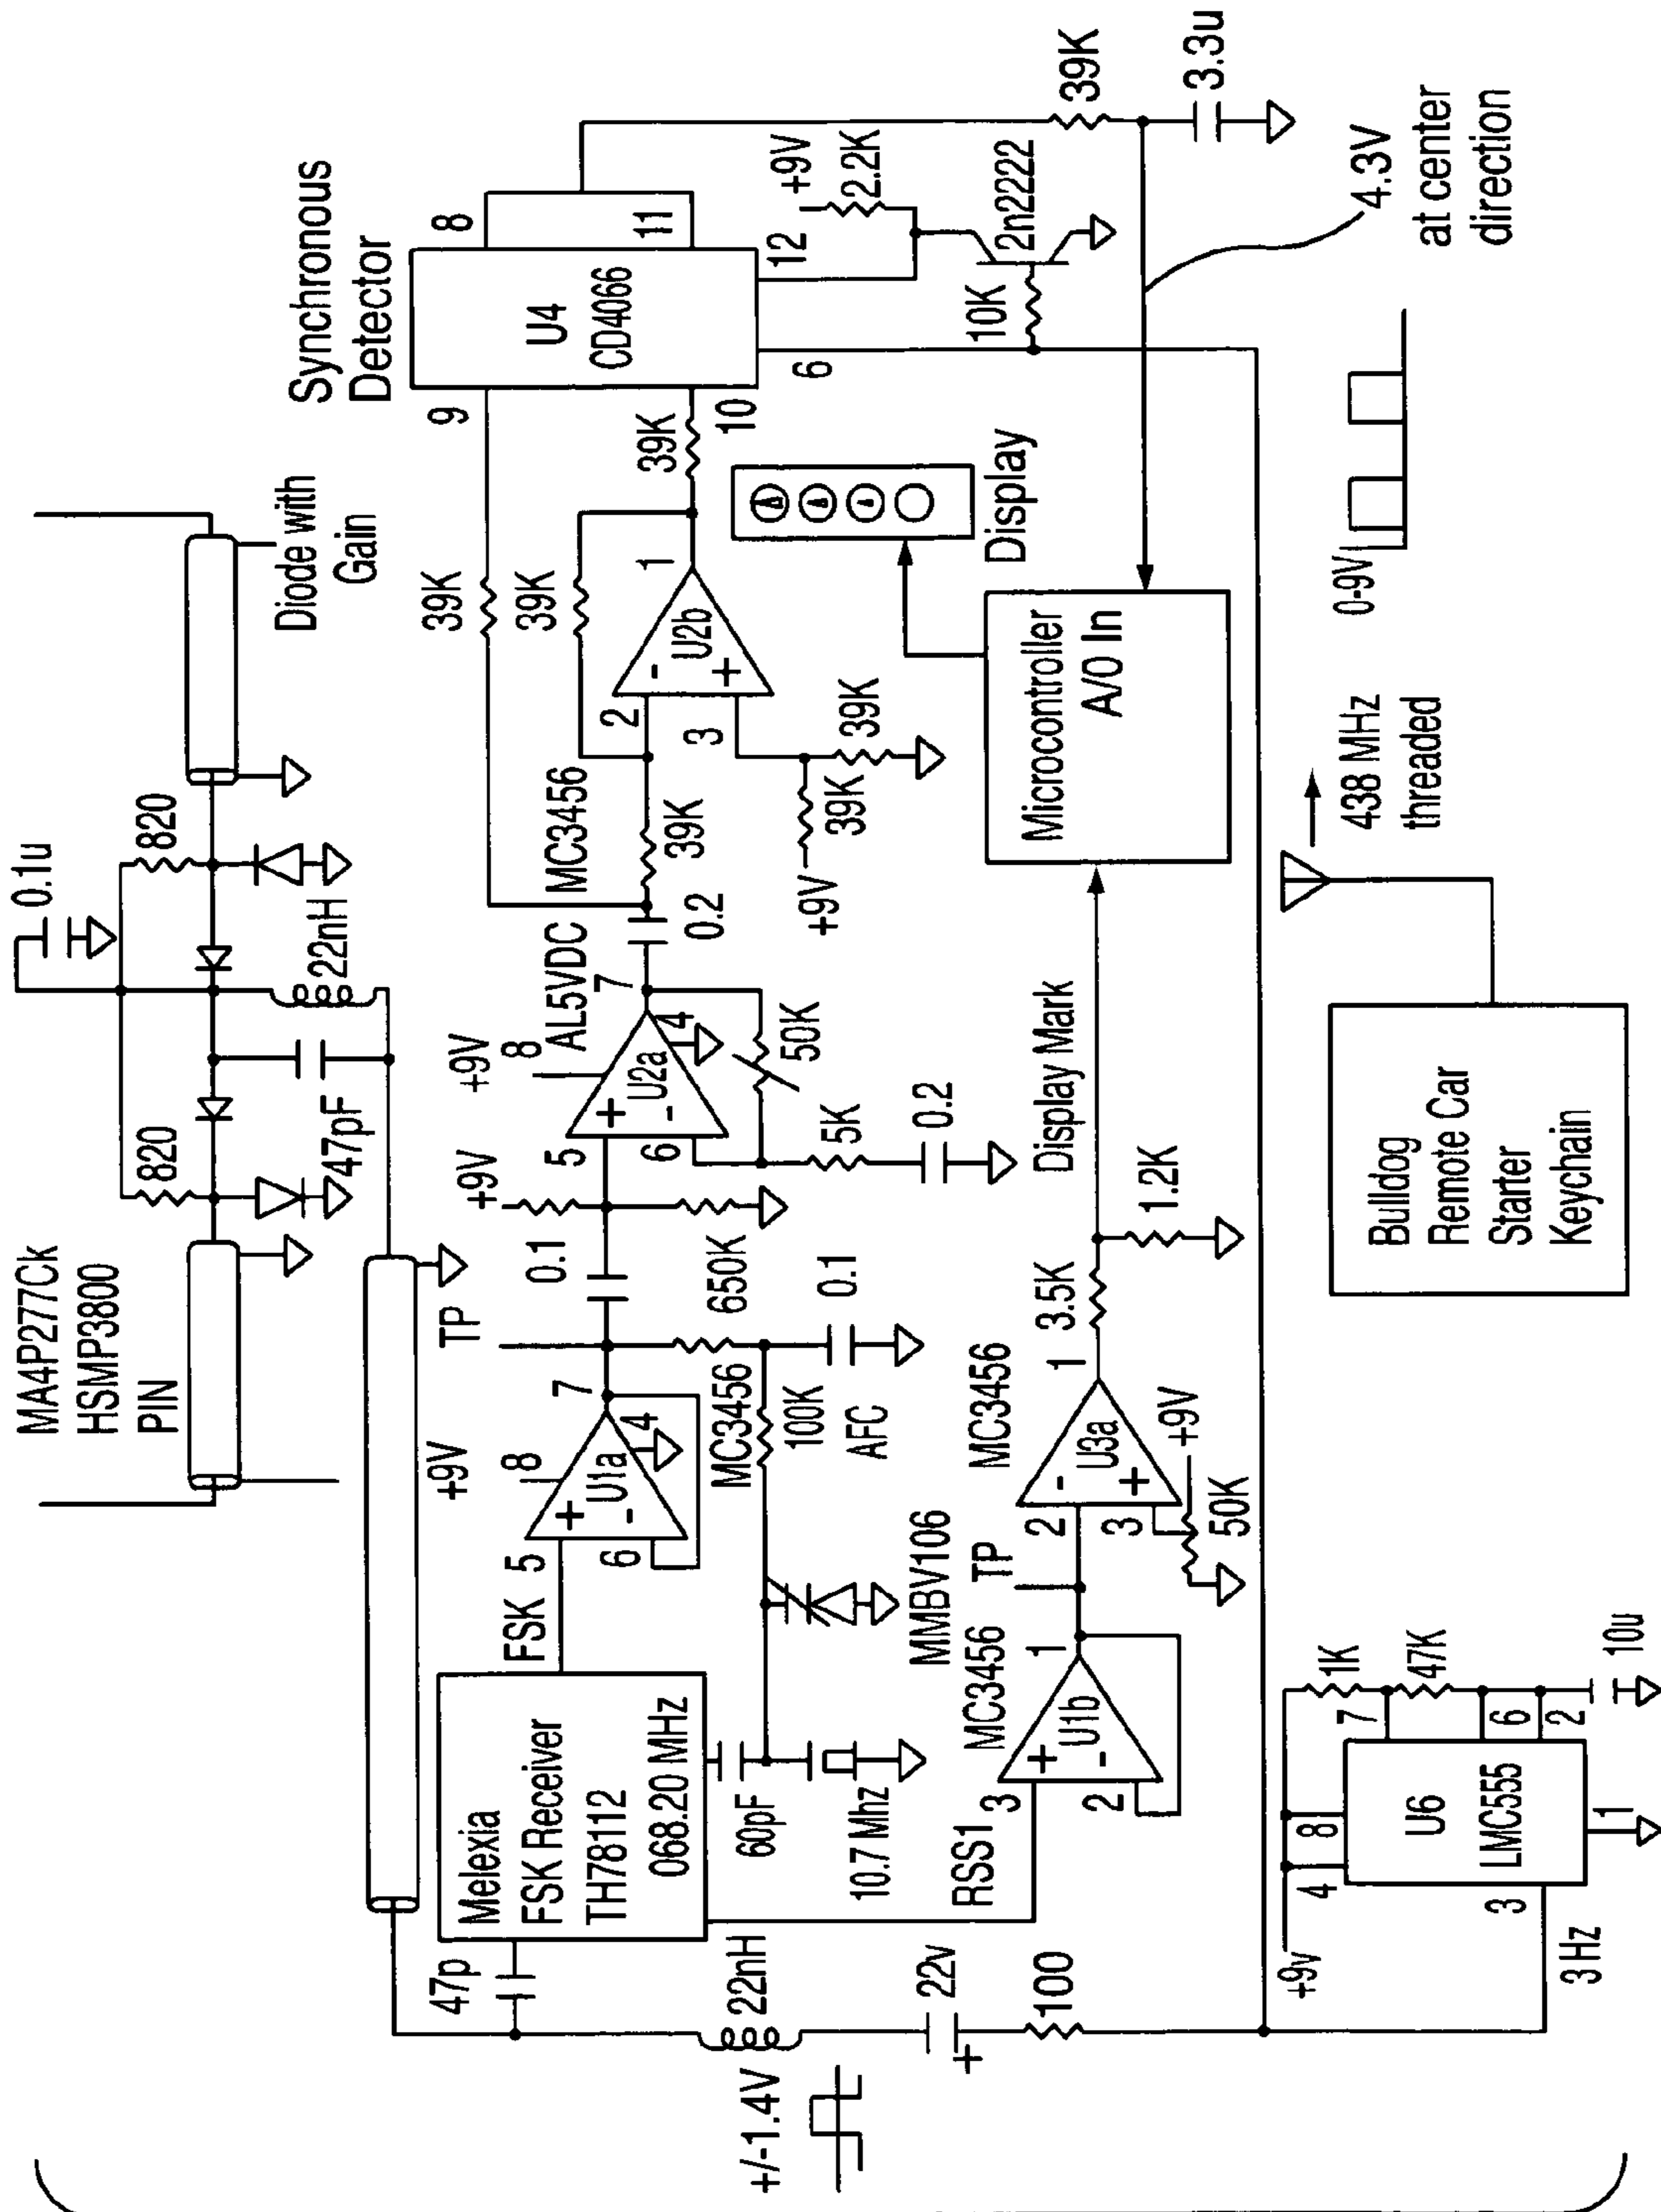 MA4P277Ck
HSMP3800
PIN
820
47pF
0.1u
22nH
820
Diode with
Gain
Synchronous
Detector
+/-1.4V
47p
22nH
22v
+
100
Melexia
FSK Receiver
TH78112
068.20 MHz
FSK
5
6
+
-
U1a
+9V
8
4
7
TP
0.1
650K
MC3456
100K
AFC
0.1
60pF
10.7 Mhz
MMBV106
+9V
5
6
+
-
U2a
+9V
8
4
AL5VDC
7
50K
5K
0.2
0.2
MC3456
39K
39K
39K
2
3
-
+
U2b
1
39K
+9V
39K
39K
9
10
U4
CD4066
8
11
6
12
+9V
2.2K
2n2222
10K
39K
3.3u
4.3V
at center
direction
RSS1
3
2
+
-
U1b
MC3456
1
TP
2
3
-
+
U3a
MC3456
1
+9V
50K
3.5K
1.2K
Display Mark
Microcontroller
A/O In
Display
0-9V
+9v
4
8
7
6
2
3
1
U6
LMC555
1K
47K
10u
3 Hz
Bulldog
Remote Car
Starter
Keychain
438 MHz
threaded